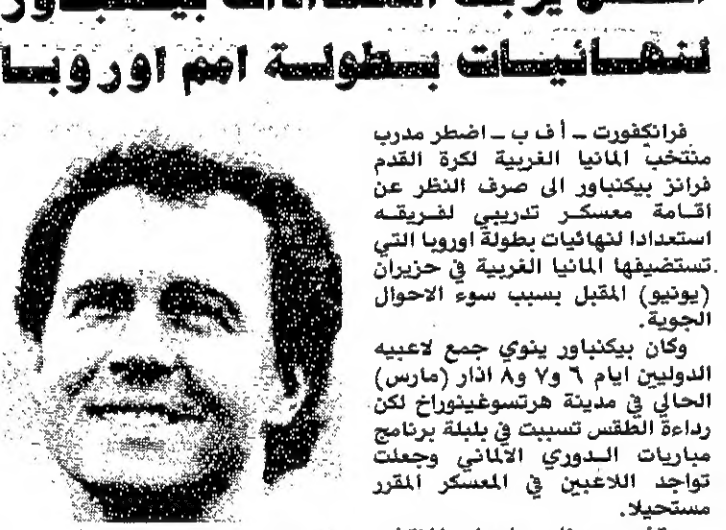 لنهائيات بطولة امم اوروبا
فرانكفورت ــ أ ف ب ــ اضطر مدرب
منتخب المانيا الغربية لكرة القدم
فرانز بيكنباور الى صرف النظر عن
اقامة معسكر تدريبي لفريقه
استعدادا لنهائيات بطولة اوروبا التي
تستضيفها المانيا الغربية في حزيران
(يونيو) المقبل بسبب سوء الاحوال
الجوية.
وكان بيكنباور ينوي جمع لاعبيه
الدوليين ايام ٦ و٧ و٨ اذار (مارس)
الحالي في مدينة هرتسوغينوراخ لكن
رداءة الطقس تسببت في بلبلة برنامج
مباريات الدوري الالماني وجعلت
تواجد اللاعبين في المعسكر المقرر
مستحيلا.